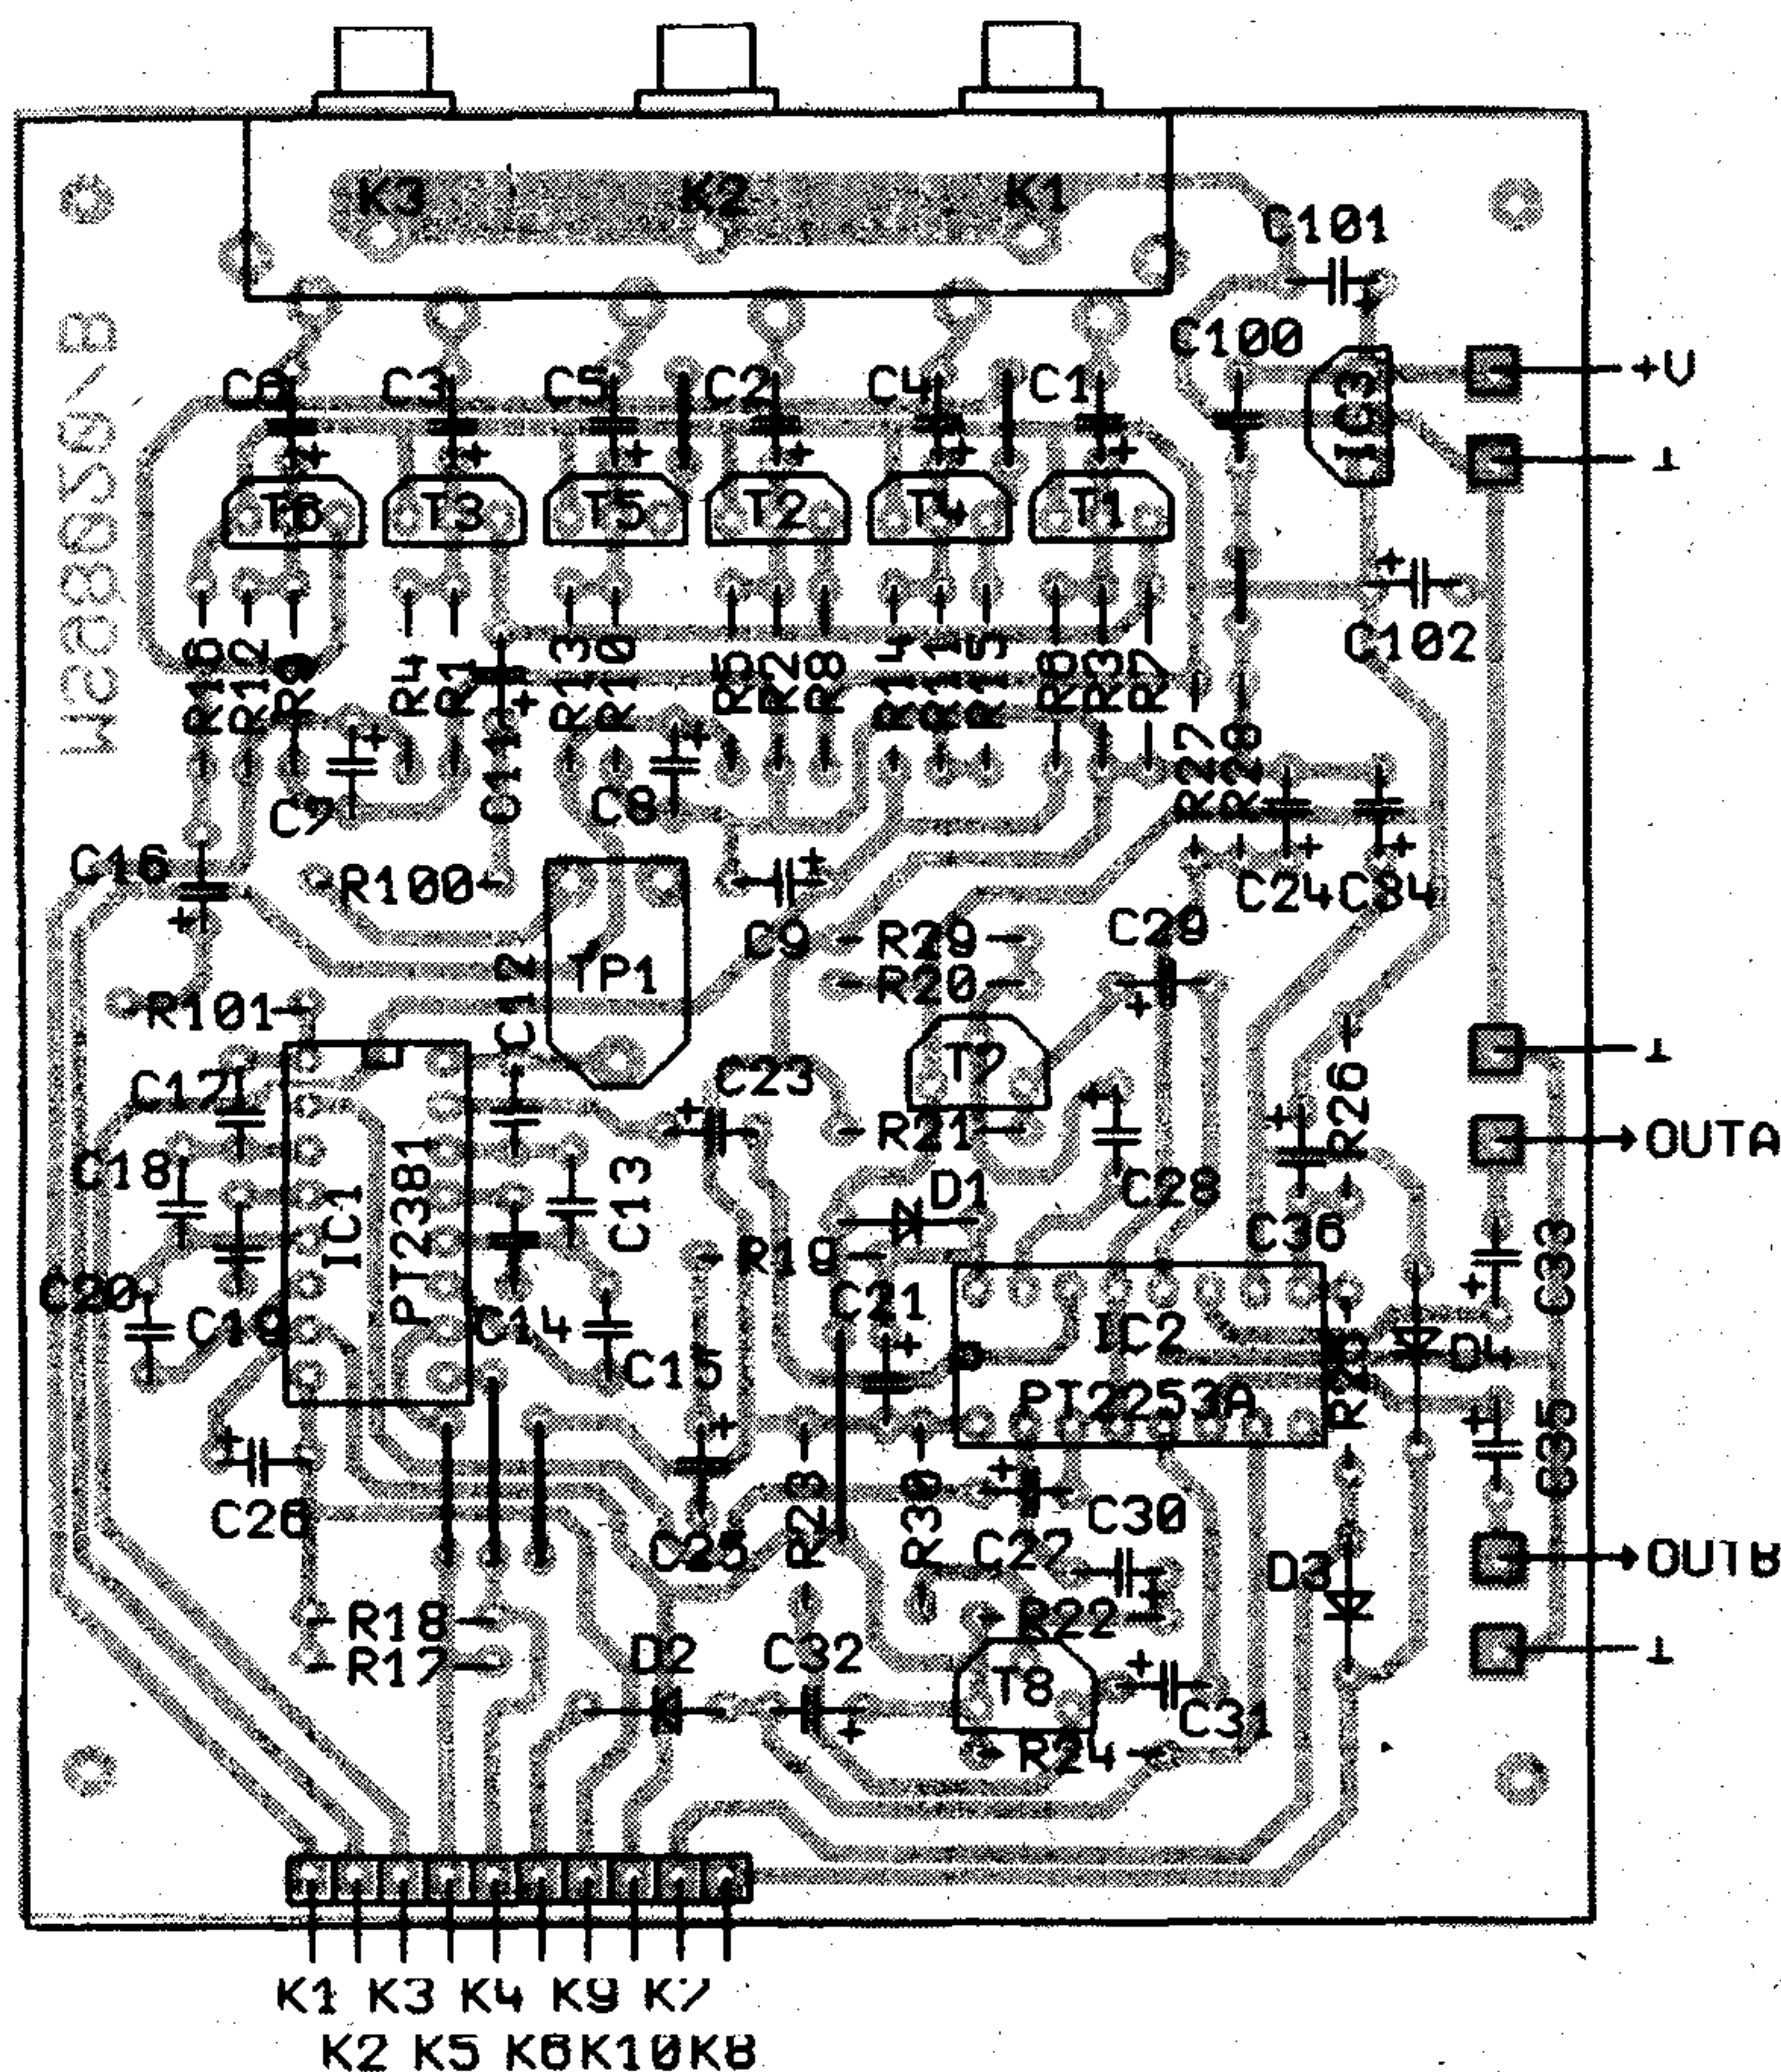 K3 K2 K1
C101
C100
+V
C6 C3 C5 C2 C4 C1
IC3
⊥
T6 T3 T5 T2 T4 T1
C102
R16 R12 R9 R4 R1 R13 R10 R5 R2 R8 R14 R11 R15 R6 R3 R7
R27 R28
C7 C11 C8
C16 R100
C24 C34
C9 R29 C29
C12 TP1 R20
R101
T7
⊥
C17 C23 R26
C18 R21 OUTA
IC1 PT2381 C13 D1 C28
C36
R19
C20 C19 C14 C21 C33
C15 IC2 D4
PT2253A R25
C35
C26 C25 R23 R30 C27 C30
D3 OUTB
R18 R22
R17 D2 C32 T8 ⊥
C31
R24
K1 K3 K4 K9 K7
K2 K5 K6 K10 K8